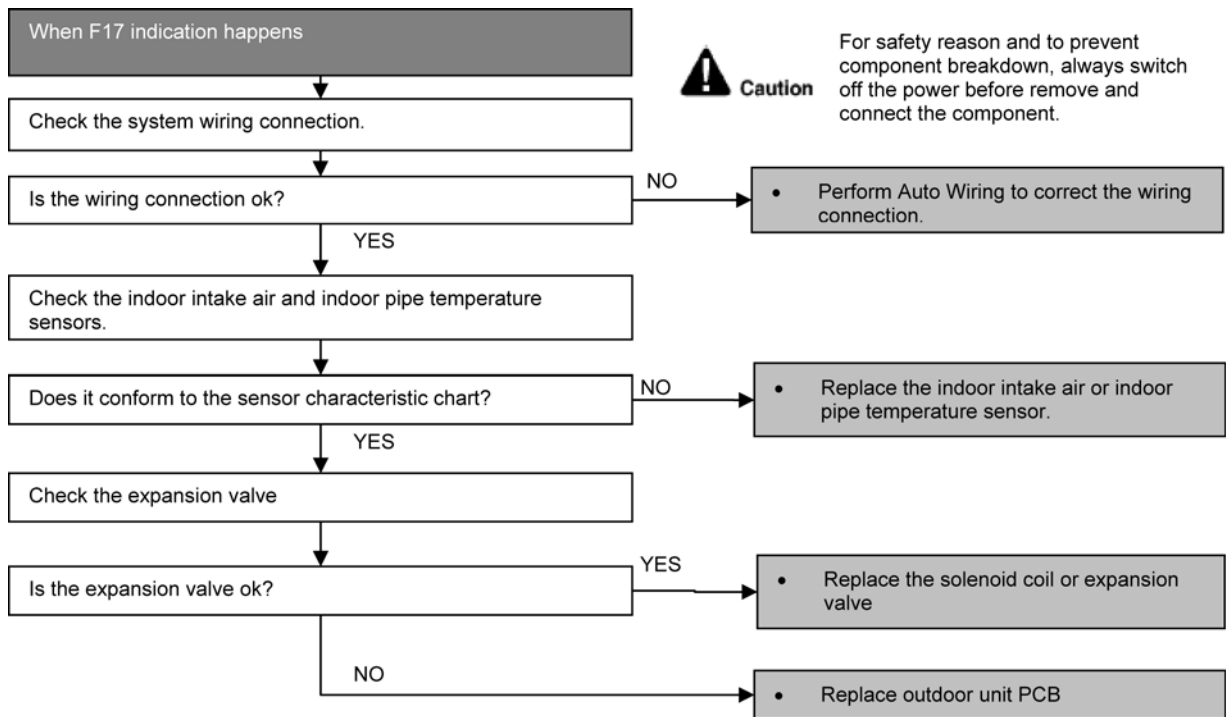 When F17 indication happens
For safety reason and to prevent
component breakdown, always switch
off the power before remove and
connect the component.
Caution
Check the system wiring connection.
Is the wiring connection ok?
NO
• Perform Auto Wiring to correct the wiring
connection.
YES
Check the indoor intake air and indoor pipe temperature
sensors.
Does it conform to the sensor characteristic chart?
NO
• Replace the indoor intake air or indoor
pipe temperature sensor.
YES
Check the expansion valve
Is the expansion valve ok?
YES
• Replace the solenoid coil or expansion
valve
NO
• Replace outdoor unit PCB